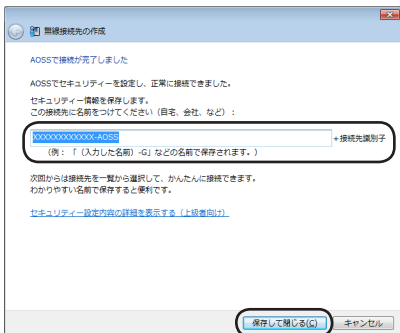 無線接続先の作成
AOSSで接続が完了しました
AOSSでセキュリティーを設定し、正常に接続できました。
セキュリティー情報を保存します。
この接続先に名前をつけてください（自宅、会社、など）：
XXXXXXXXXXXX-AOSS +接続先識別子
（例：「（入力した名前）-G」などの名前で保存されます。）
次回からは接続先を一覧から選択して、かんたんに接続できます。
わかりやすい名前で保存すると便利です。
セキュリティー設定内容の詳細を表示する（上級者向け）
保存して閉じる(C) キャンセル